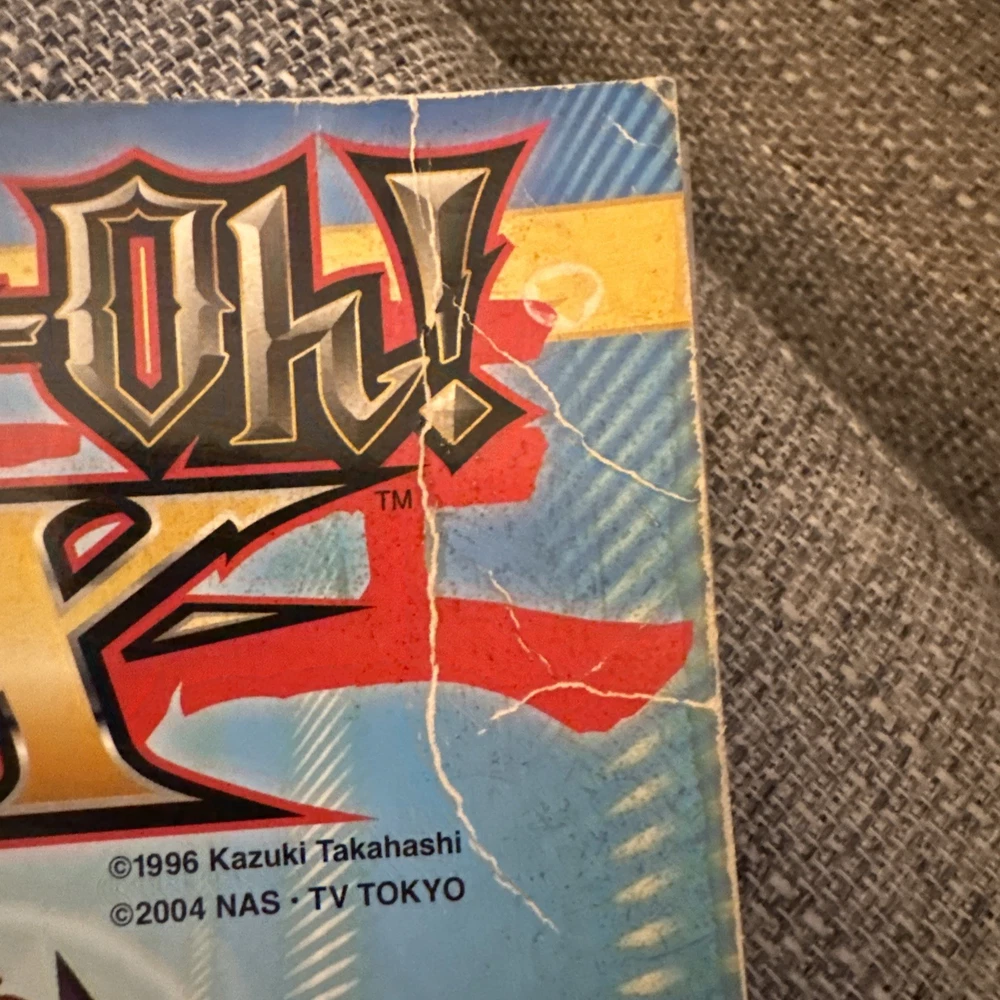 -Oh!
X
TM
©1996 Kazuki Takahashi
©2004 NAS • TV TOKYO